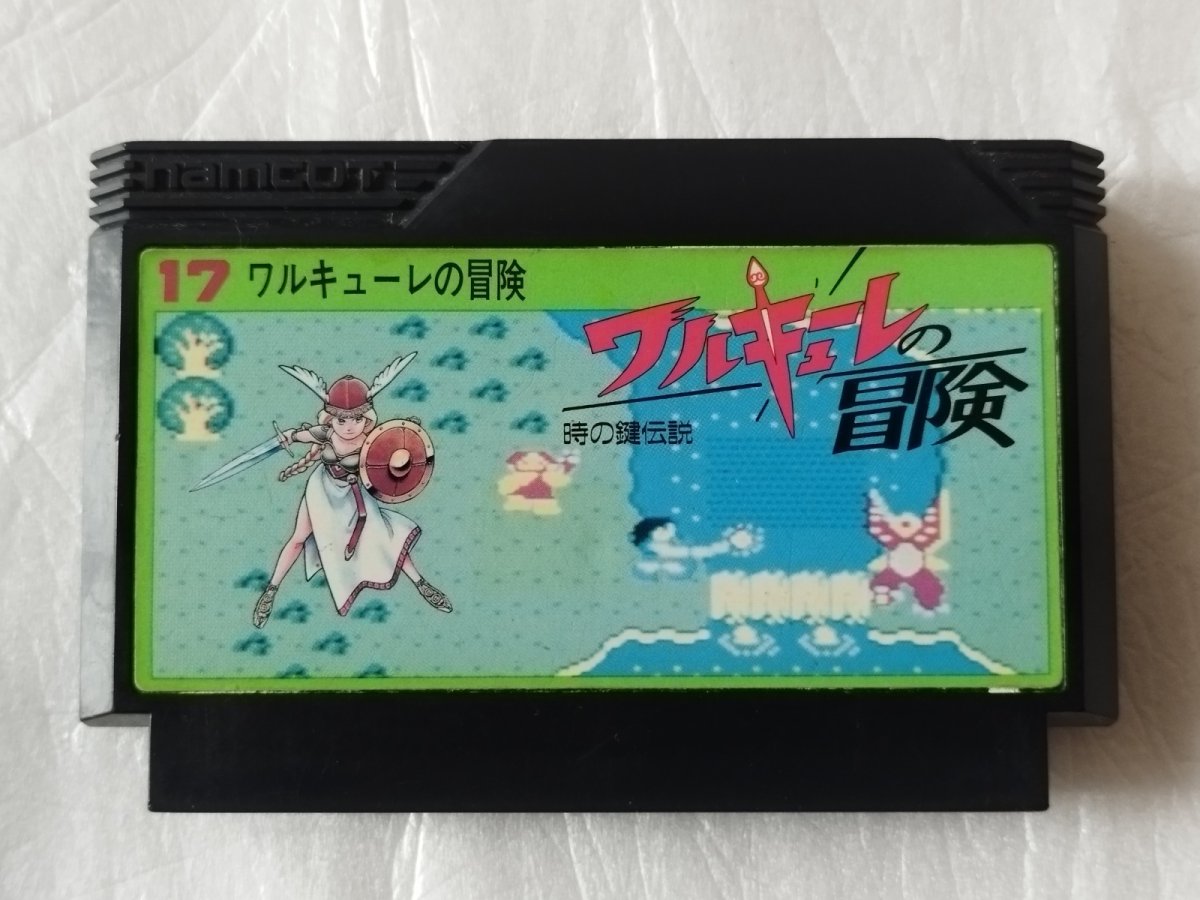 namcot
17 ワルキューレの冒険
ワルキューレの
冒険
時の鍵伝説